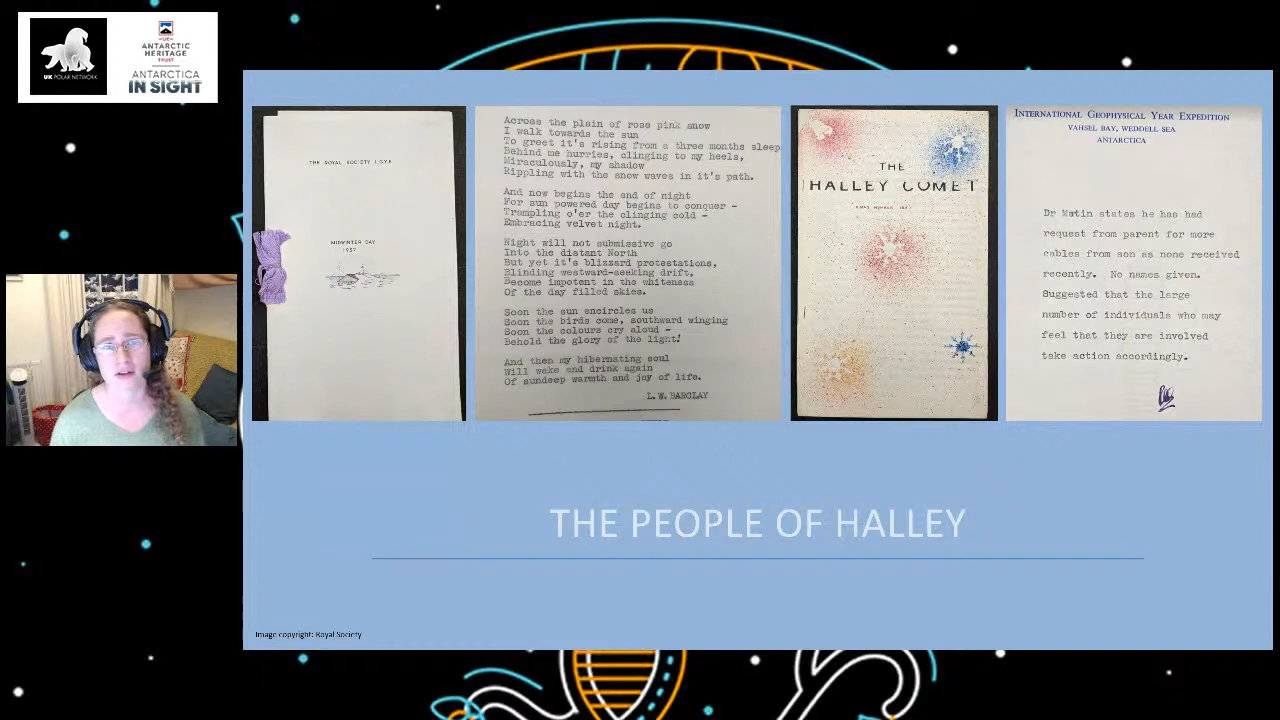 UK POLAR NETWORK
UK
ANTARCTIC
HERITAGE
TRUST
ANTARCTICA
IN SIGHT
THE ROYAL SOCIETY I.G.Y.E
MIDWINTER DAY
1957
Across the plain of rose pink snow
I walk towards the sun
To greet it's rising from a three months sleep
Behind me hurries, clinging to my heels,
Miraculously, my shadow
Rippling with the snow waves in it's path.
And now begins the end of night
For sun powered day begins to conquer -
Trampling o'er the clinging cold -
Embracing velvet night.
Night will not submissive go
Into the distant North
But yet it's blizzard protestations,
Blinding westward-seeking drift,
Become impotent in the whiteness
Of the day filled skies.
Soon the sun encircles us
Soon the birds come, southward winging
Soon the colours cry aloud -
Behold the glory of the light!
And then my hibernating soul
Will wake and drink again
Of sundeep warmth and joy of life.
L. W. BARCLAY
THE
HALLEY COMET
XMAS NUMBER 1957
INTERNATIONAL GEOPHYSICAL YEAR EXPEDITION
VAHSEL BAY, WEDDELL SEA
ANTARCTICA
Dr Martin states he has had
request from parent for more
cables from son as none received
recently. No names given.
Suggested that the large
number of individuals who may
feel that they are involved
take action accordingly.
THE PEOPLE OF HALLEY
Image copyright: Royal Society